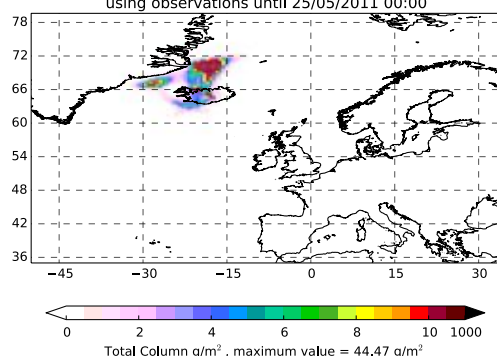 using observations until 25/05/2011 00:00
78
72
66
60
54
48
42
36
−45 −30 −15 0 15 30
0 2 4 6 8 10 1000
Total Column g/m² , maximum value = 44.47 g/m²